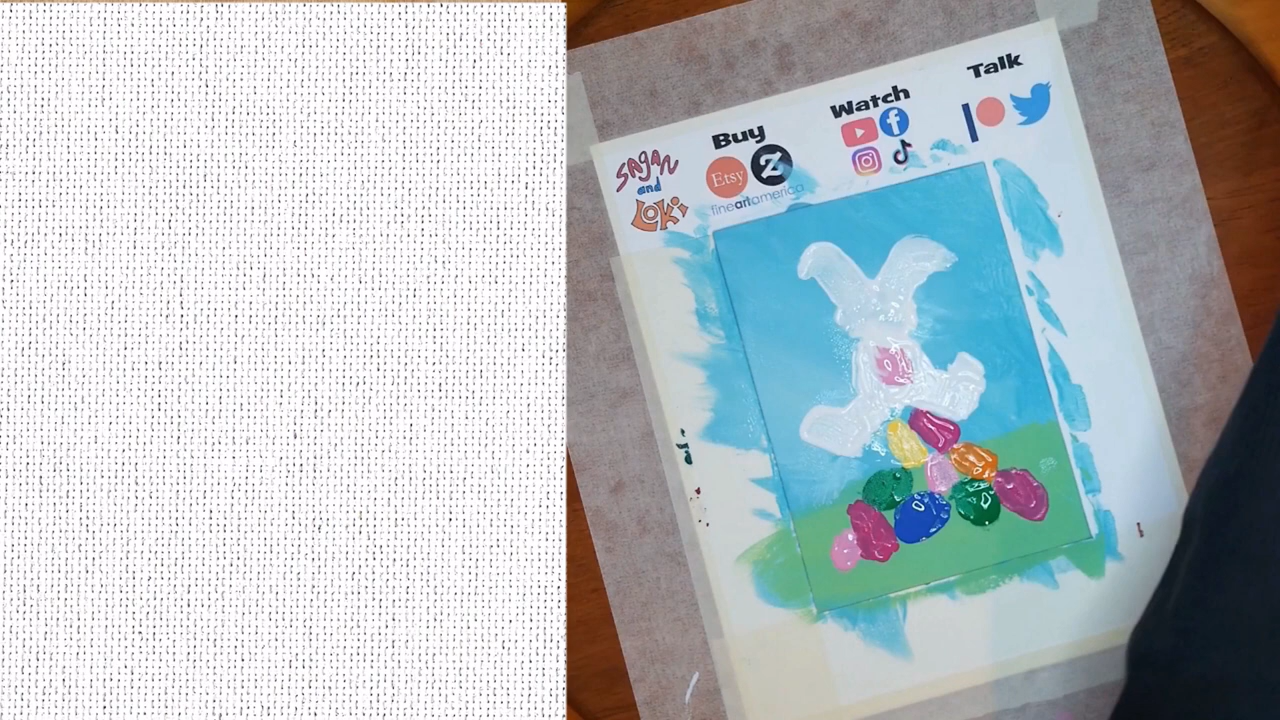 Talk
Watch
Buy
SAGAN
and
LOKi
Etsy
Z
fineartamerica